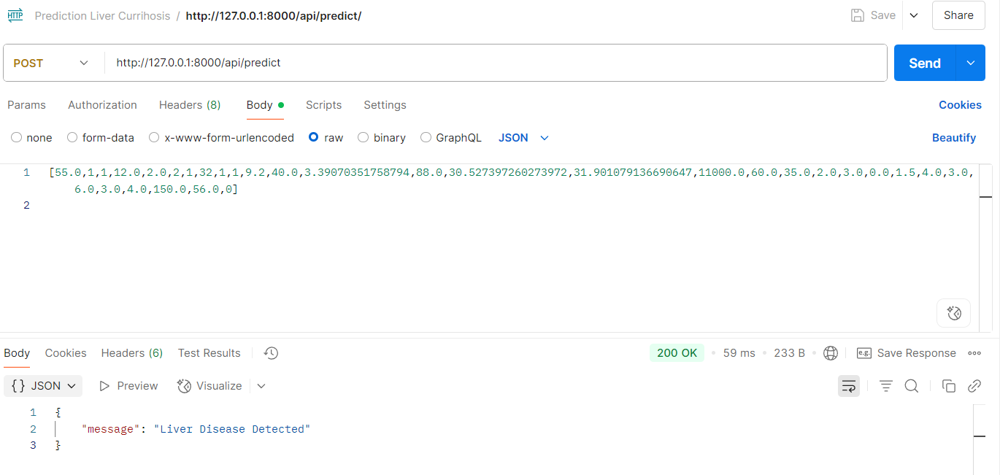 HTTP Prediction Liver Currihosis / http://127.0.0.1:8000/api/predict/ Save Share
POST http://127.0.0.1:8000/api/predict Send
Params Authorization Headers (8) Body Scripts Settings Cookies
none form-data x-www-form-urlencoded raw binary GraphQL JSON Beautify
1 [55.0,1,1,12.0,2.0,2,1,32,1,1,9.2,40.0,3.39070351758794,88.0,30.527397260273972,31.901079136690647,11000.0,60.0,35.0,2.0,3.0,0.0,1.5,4.0,3.0,
6.0,3.0,4.0,150.0,56.0,0]
2
Body Cookies Headers (6) Test Results 200 OK • 59 ms • 233 B • e.g. Save Response
{} JSON Preview Visualize
1 {
2 "message": "Liver Disease Detected"
3 }